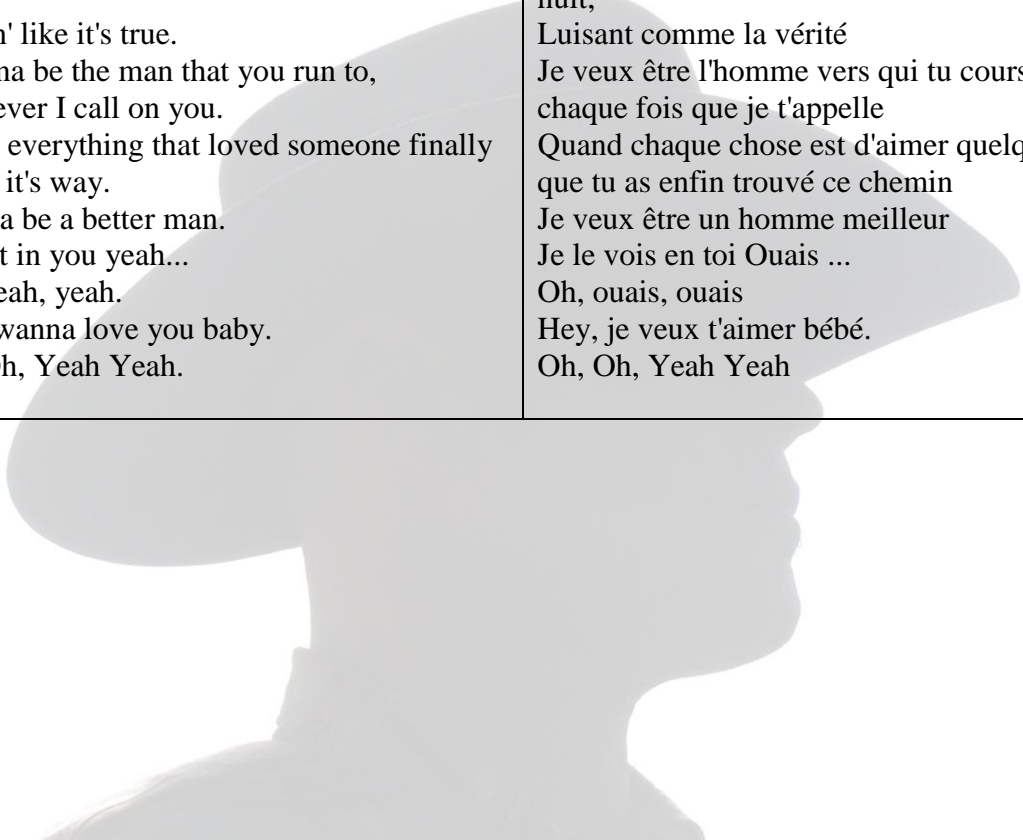 n' like it's true.
na be the man that you run to,
ever I call on you.
everything that loved someone finally
it's way.
a be a better man.
t in you yeah...
eah, yeah.
wanna love you baby.
h, Yeah Yeah.
nuit,
Luisant comme la vérité
Je veux être l'homme vers qui tu cours
chaque fois que je t'appelle
Quand chaque chose est d'aimer quelq
que tu as enfin trouvé ce chemin
Je veux être un homme meilleur
Je le vois en toi Ouais ...
Oh, ouais, ouais
Hey, je veux t'aimer bébé.
Oh, Oh, Yeah Yeah